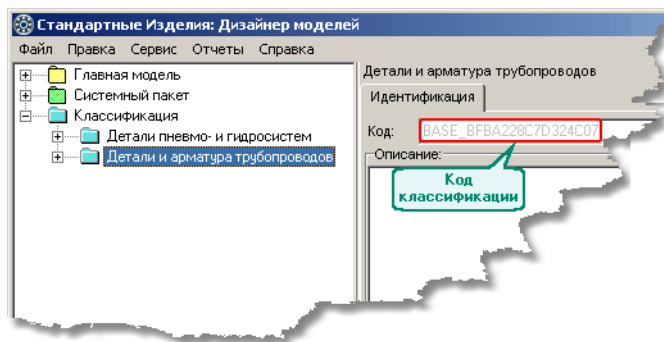 Стандартные Изделия: Дизайнер моделей
Файл Правка Сервис Отчеты Справка
Главная модель
Системный пакет
Классификация
Детали пневмо- и гидросистем
Детали и арматура трубопроводов
Детали и арматура трубопроводов
Идентификация
Код: BASE_BFBA228C7D324C07
Описание:
Код
классификации